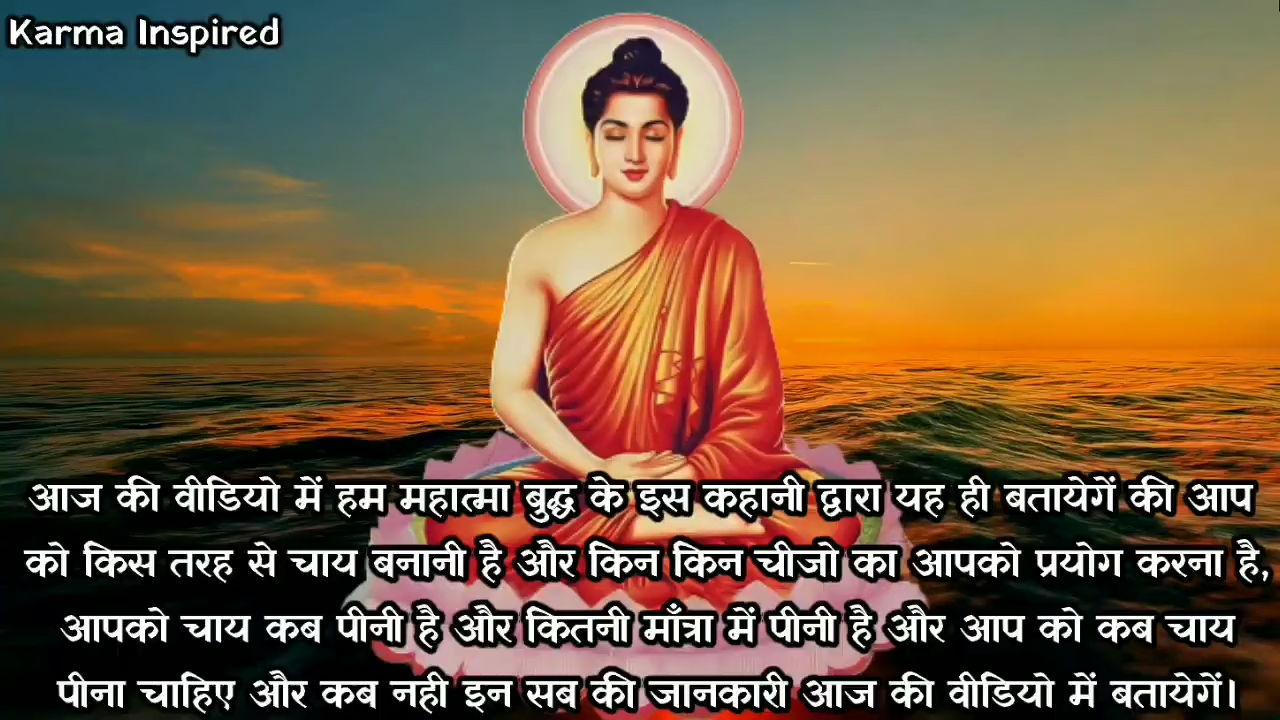 Karma Inspired
आज की वीडियो में हम महात्मा बुद्ध के इस कहानी द्वारा यह ही बतायेगें की आप
को किस तरह से चाय बनानी है और किन किन चीजो का आपको प्रयोग करना है,
आपको चाय कब पीनी है और कितनी माँत्रा में पीनी है और आप को कब चाय
पीना चाहिए और कब नही इन सब की जानकारी आज की वीडियो में बतायेगें।